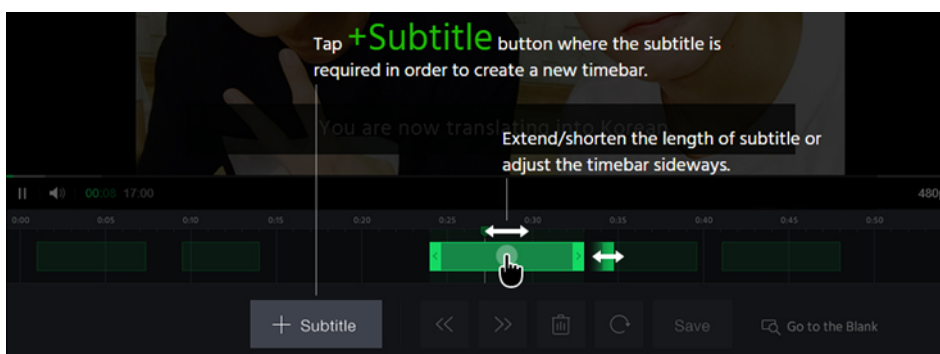 Tap +Subtitle button where the subtitle is
required in order to create a new timebar.
You are now translating into Korean
Extend/shorten the length of subtitle or
adjust the timebar sideways.
00:08 17:00 480p
0:00 0:05 0:10 0:15 0:20 0:25 0:30 0:35 0:40 0:45 0:50
+ Subtitle << >> Save Go to the Blank